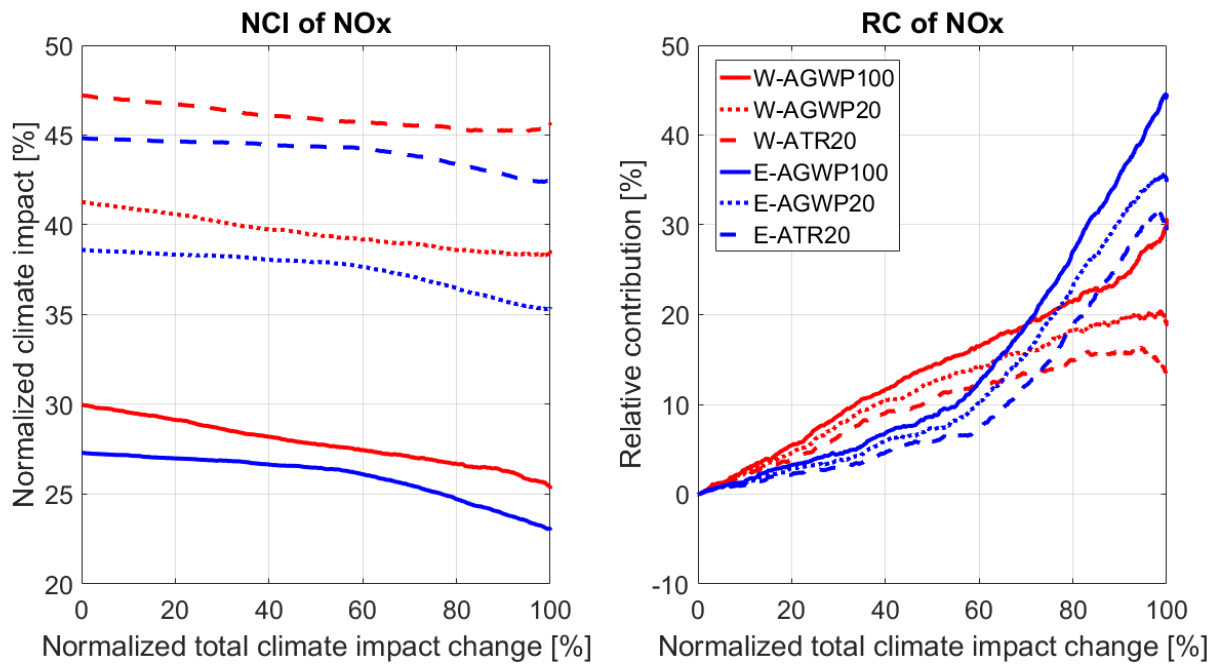 NCI of NOx
50
45
40
35
30
25
20
0 20 40 60 80 100
Normalized climate impact [%]
Normalized total climate impact change [%]
RC of NOx
50
40
30
20
10
0
-10
0 20 40 60 80 100
Relative contribution [%]
Normalized total climate impact change [%]
W-AGWP100
W-AGWP20
W-ATR20
E-AGWP100
E-AGWP20
E-ATR20